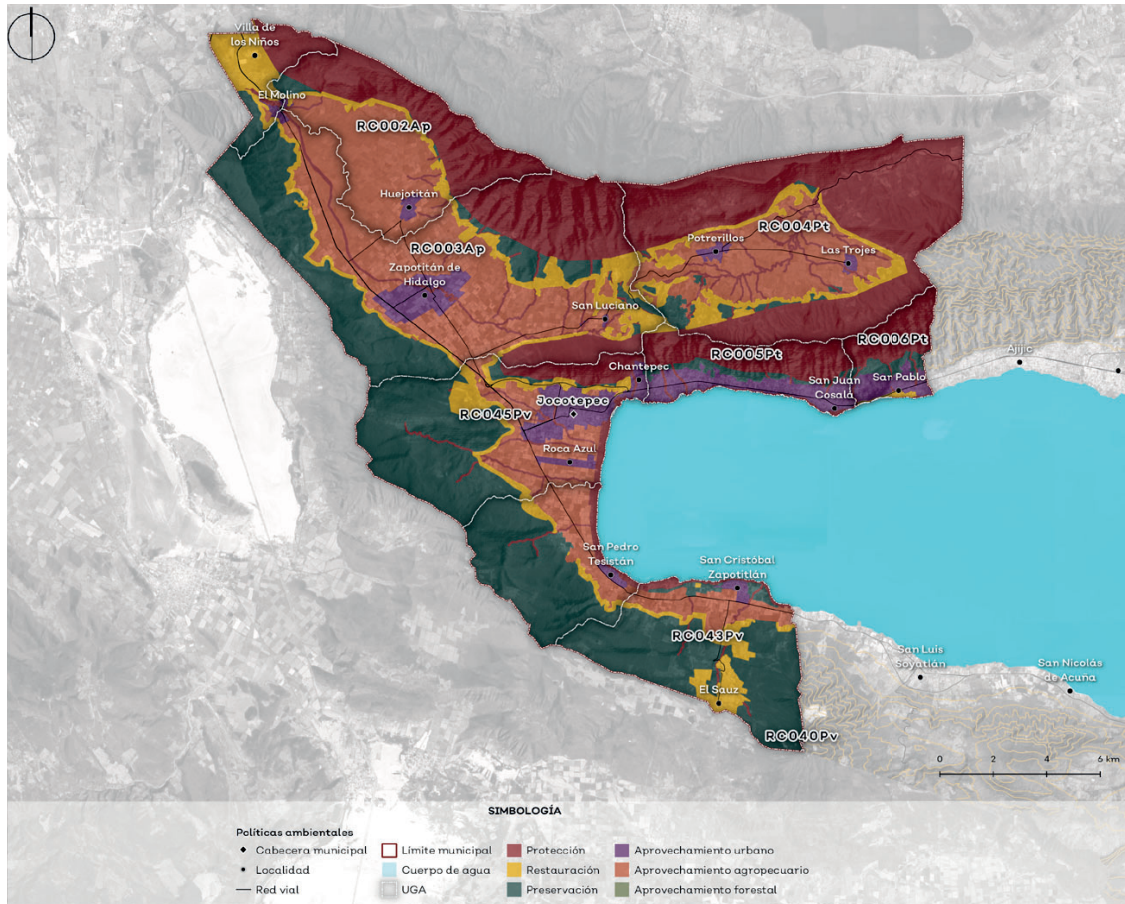 Villa de
los Niños
El Molino
RC002Ap
Huejotitán
RC003Ap
Zapotitán de
Hidalgo
RC004Pt
Potrerillos
Las Trojes
San Luciano
RC005Pt
RC006Pt
Chantepec
Ajijic
San Juan
Cosalá
San Pablo
Jocotepec
RC045Pv
Roca Azul
San Pedro
Tesistán
San Cristóbal
Zapotitlán
RC043Pv
San Luis
Soyatlán
San Nicolás
de Acuña
El Sauz
RC040Pv
0 2 4 6 km
SIMBOLOGÍA
Políticas ambientales
Cabecera municipal
Localidad
Red vial
Límite municipal
Cuerpo de agua
UGA
Protección
Restauración
Preservación
Aprovechamiento urbano
Aprovechamiento agropecuario
Aprovechamiento forestal